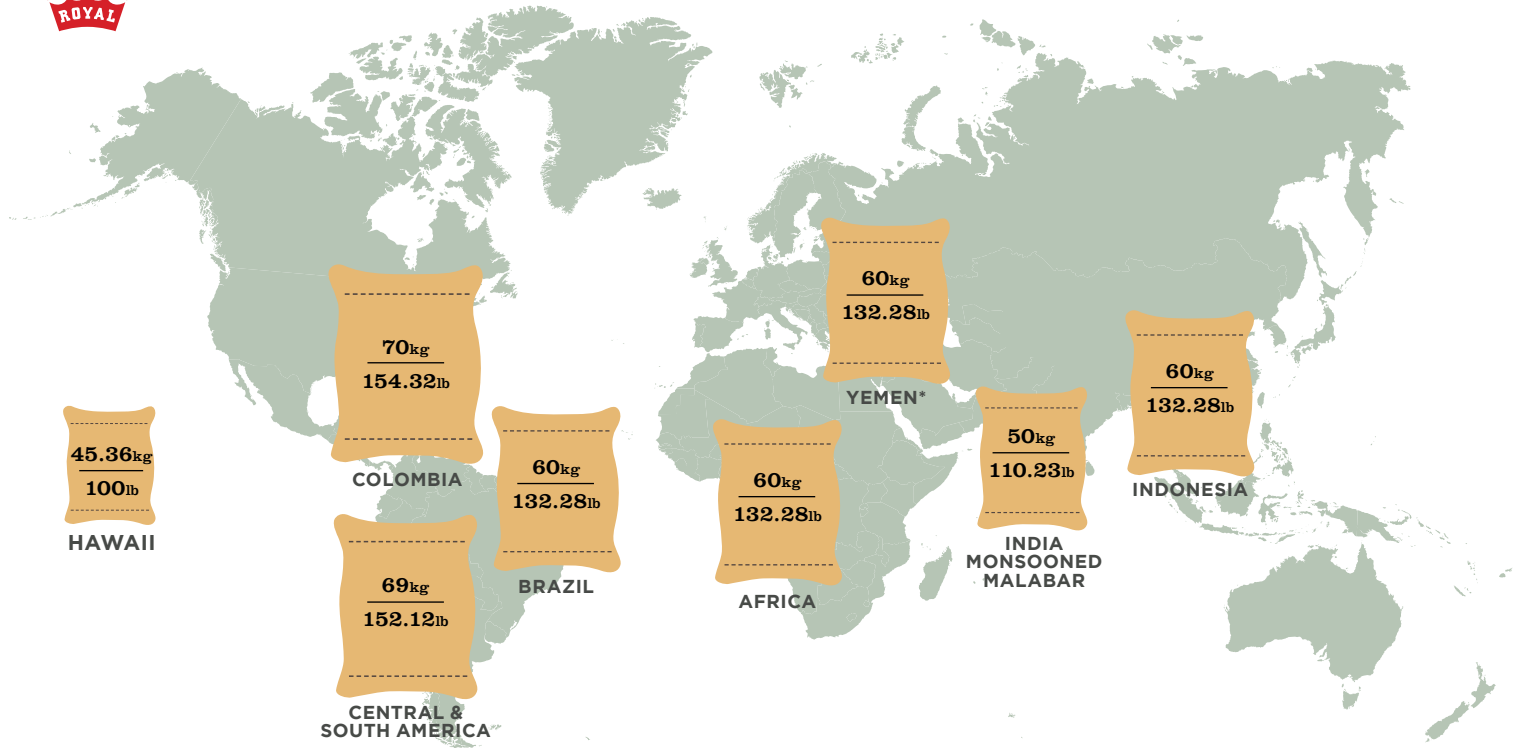 ROYAL
60kg
132.28lb
YEMEN*
70kg
154.32lb
COLOMBIA
60kg
132.28lb
INDONESIA
45.36kg
100lb
HAWAII
60kg
132.28lb
BRAZIL
60kg
132.28lb
AFRICA
50kg
110.23lb
INDIA
MONSOONED
MALABAR
69kg
152.12lb
CENTRAL &
SOUTH AMERICA